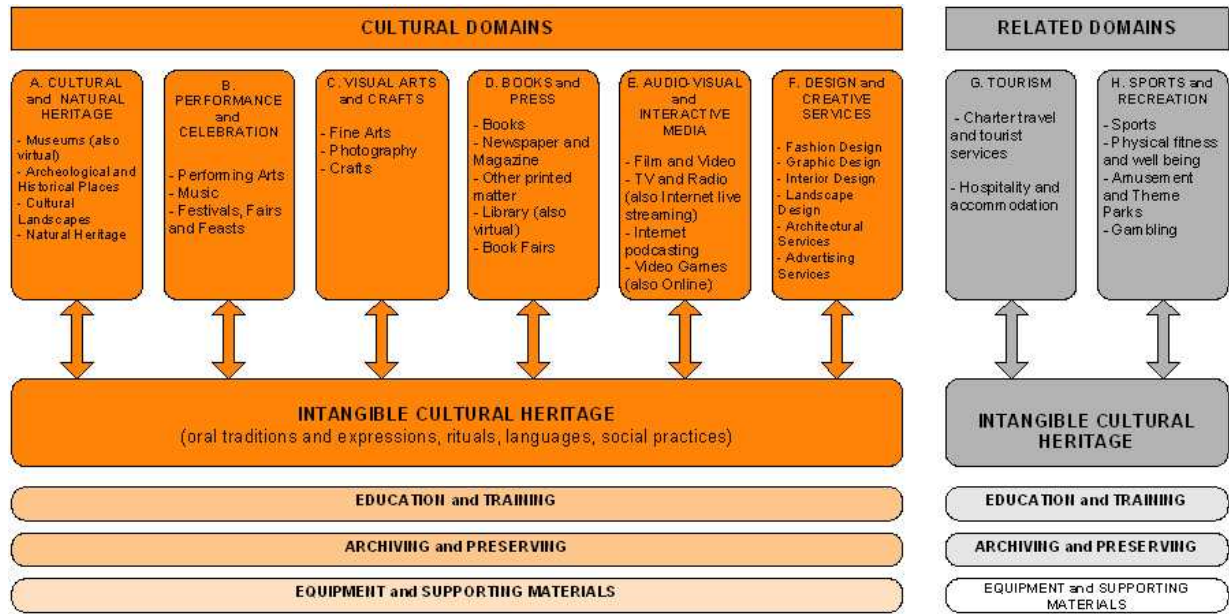 CULTURAL DOMAINS
RELATED DOMAINS
A. CULTURAL
and NATURAL
HERITAGE
- Museums (also
virtual)
- Archeological and
Historical Places
- Cultural
Landscapes
- Natural Heritage
B.
PERFORMANCE
and
CELEBRATION
- Performing Arts
- Music
- Festivals, Fairs
and Feasts
C. VISUAL ARTS
and CRAFTS
- Fine Arts
- Photography
- Crafts
D. BOOKS and
PRESS
- Books
- Newspaper and
Magazine
- Other printed
matter
- Library (also
virtual)
- Book Fairs
E. AUDIO-VISUAL
and
INTERACTIVE
MEDIA
- Film and Video
- TV and Radio
(also Internet live
streaming)
- Internet
podcasting
- Video Games
(also Online)
F. DESIGN and
CREATIVE
SERVICES
- Fashion Design
- Graphic Design
- Interior Design
- Landscape
Design
- Architectural
Services
- Advertising
Services
G. TOURISM
- Charter travel
and tourist
services
- Hospitality and
accommodation
H. SPORTS and
RECREATION
- Sports
- Physical fitness
and well being
- Amusement
and Theme
Parks
- Gambling
INTANGIBLE CULTURAL HERITAGE
(oral traditions and expressions, rituals, languages, social practices)
INTANGIBLE CULTURAL
HERITAGE
EDUCATION and TRAINING
EDUCATION and TRAINING
ARCHIVING and PRESERVING
ARCHIVING and PRESERVING
EQUIPMENT and SUPPORTING MATERIALS
EQUIPMENT and SUPPORTING
MATERIALS